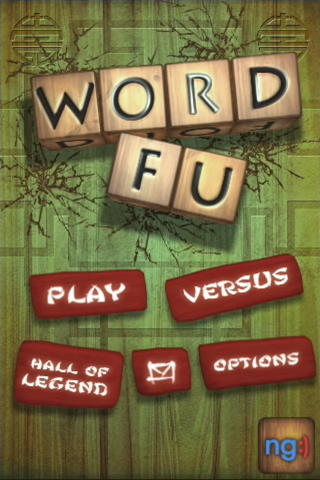 WORD
FU
PLAY
VERSUS
HALL OF
LEGEND
OPTIONS
ng:)